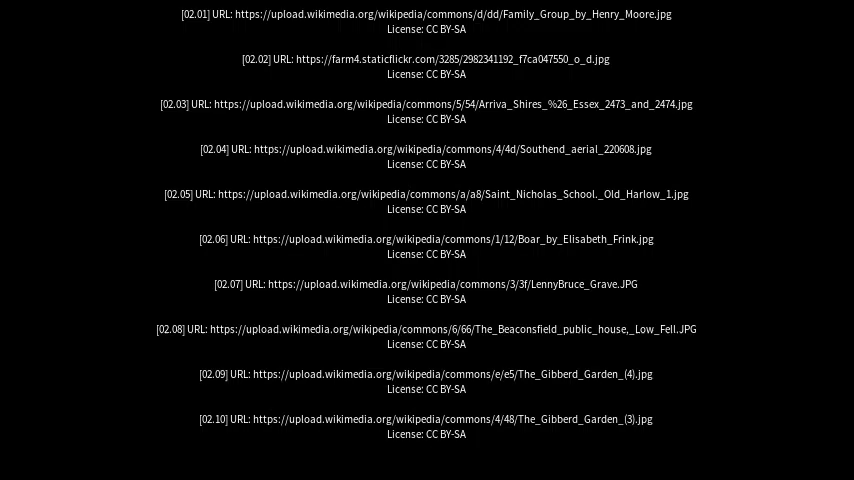 [02.01] URL: https://upload.wikimedia.org/wikipedia/commons/d/dd/Family_Group_by_Henry_Moore.jpg
License: CC BY-SA
[02.02] URL: https://farm4.staticflickr.com/3285/2982341192_f7ca047550_o_d.jpg
License: CC BY-SA
[02.03] URL: https://upload.wikimedia.org/wikipedia/commons/5/54/Arriva_Shires_%26_Essex_2473_and_2474.jpg
License: CC BY-SA
[02.04] URL: https://upload.wikimedia.org/wikipedia/commons/4/4d/Southend_aerial_220608.jpg
License: CC BY-SA
[02.05] URL: https://upload.wikimedia.org/wikipedia/commons/a/a8/Saint_Nicholas_School._Old_Harlow_1.jpg
License: CC BY-SA
[02.06] URL: https://upload.wikimedia.org/wikipedia/commons/1/12/Boar_by_Elisabeth_Frink.jpg
License: CC BY-SA
[02.07] URL: https://upload.wikimedia.org/wikipedia/commons/3/3f/LennyBruce_Grave.JPG
License: CC BY-SA
[02.08] URL: https://upload.wikimedia.org/wikipedia/commons/6/66/The_Beaconsfield_public_house,_Low_Fell.JPG
License: CC BY-SA
[02.09] URL: https://upload.wikimedia.org/wikipedia/commons/e/e5/The_Gibberd_Garden_(4).jpg
License: CC BY-SA
[02.10] URL: https://upload.wikimedia.org/wikipedia/commons/4/48/The_Gibberd_Garden_(3).jpg
License: CC BY-SA